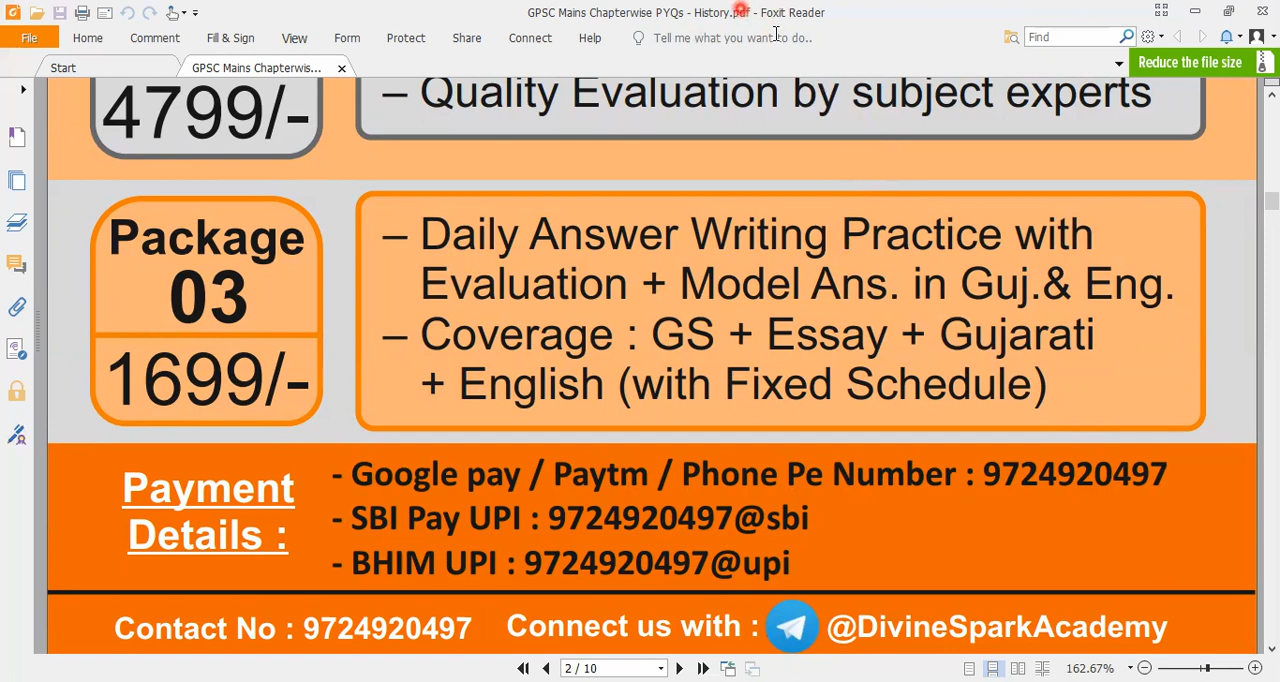 GPSC Mains Chapterwise PYQs - History.pdf - Foxit Reader
File Home Comment Fill & Sign View Form Protect Share Connect Help Tell me what you want to do.. Find
Start GPSC Mains Chapterwis... Reduce the file size
4799/-
– Quality Evaluation by subject experts
Package
03
1699/-
– Daily Answer Writing Practice with
Evaluation + Model Ans. in Guj.& Eng.
– Coverage : GS + Essay + Gujarati
+ English (with Fixed Schedule)
Payment
Details :
- Google pay / Paytm / Phone Pe Number : 9724920497
- SBI Pay UPI : 9724920497@sbi
- BHIM UPI : 9724920497@upi
Contact No : 9724920497 Connect us with : @DivineSparkAcademy
2 / 10 162.67%